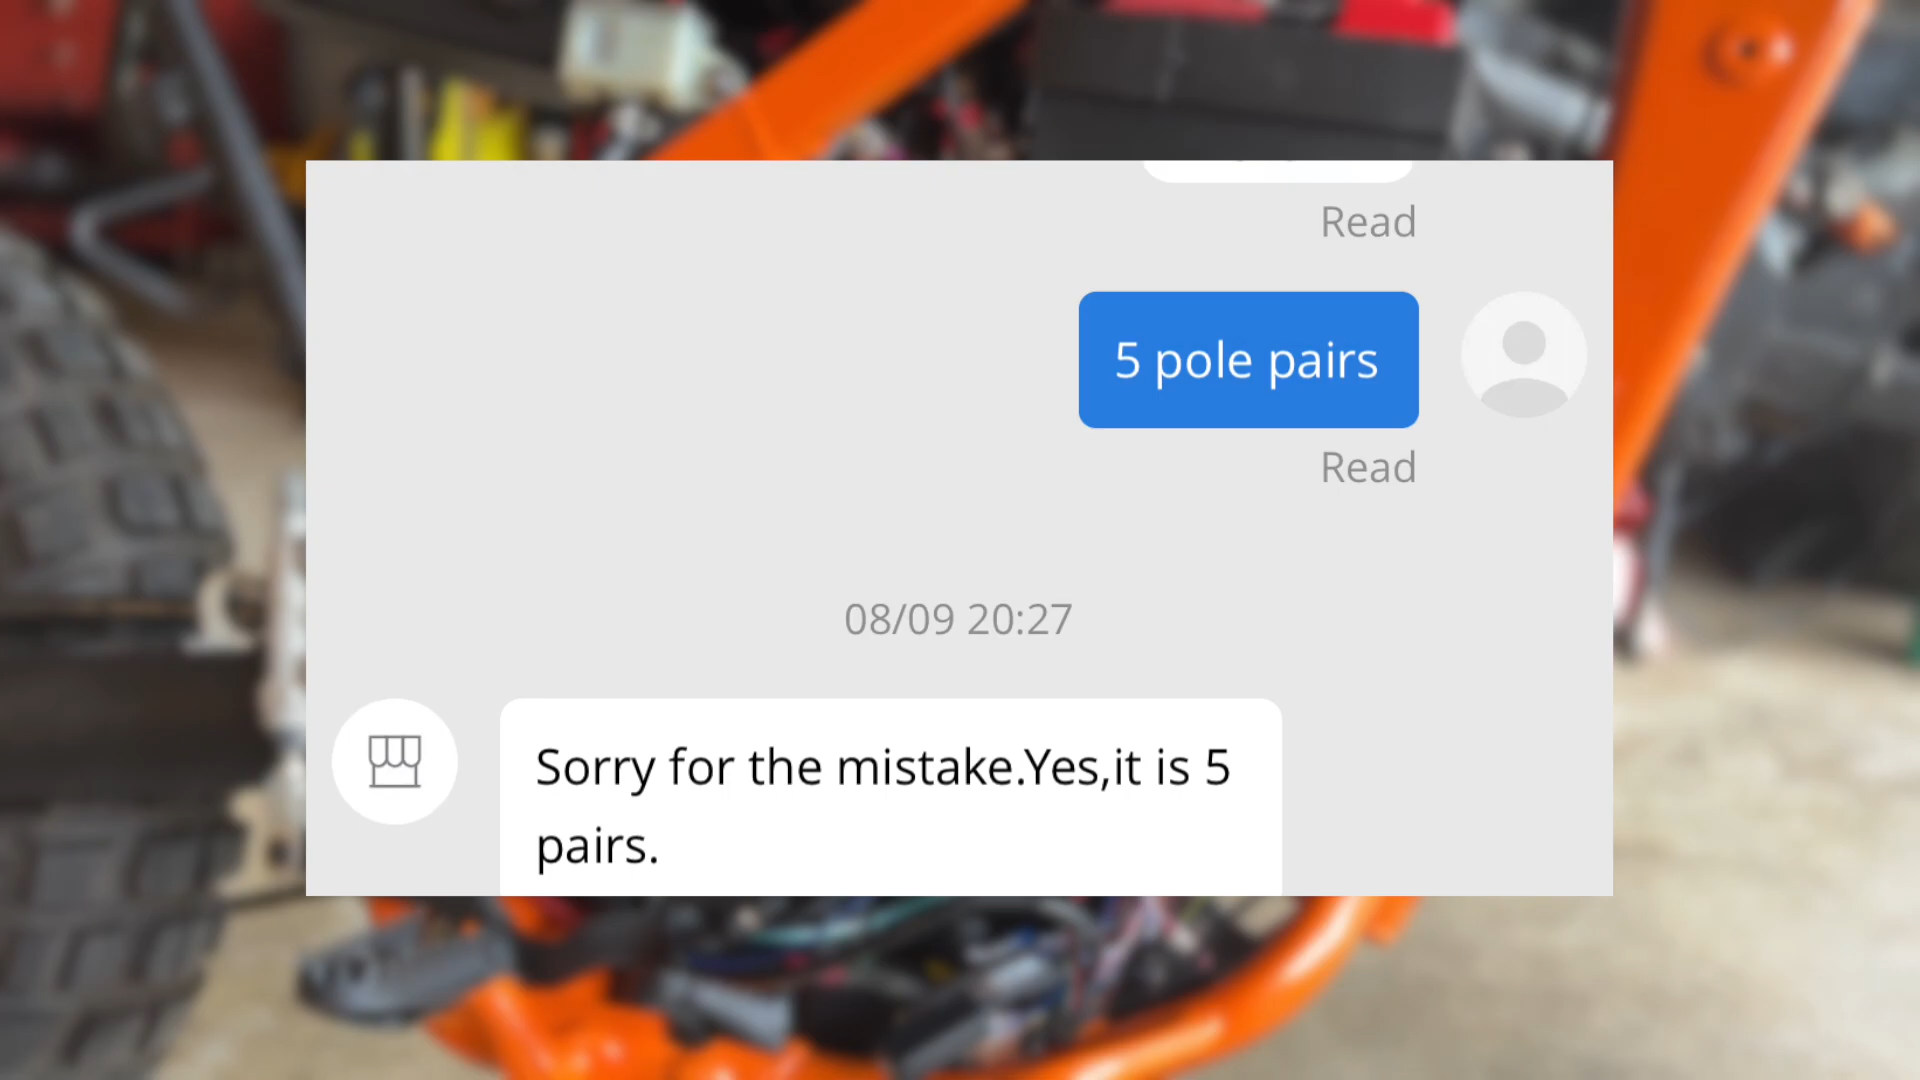 Read
5 pole pairs
Read
08/09 20:27
Sorry for the mistake.Yes,it is 5
pairs.